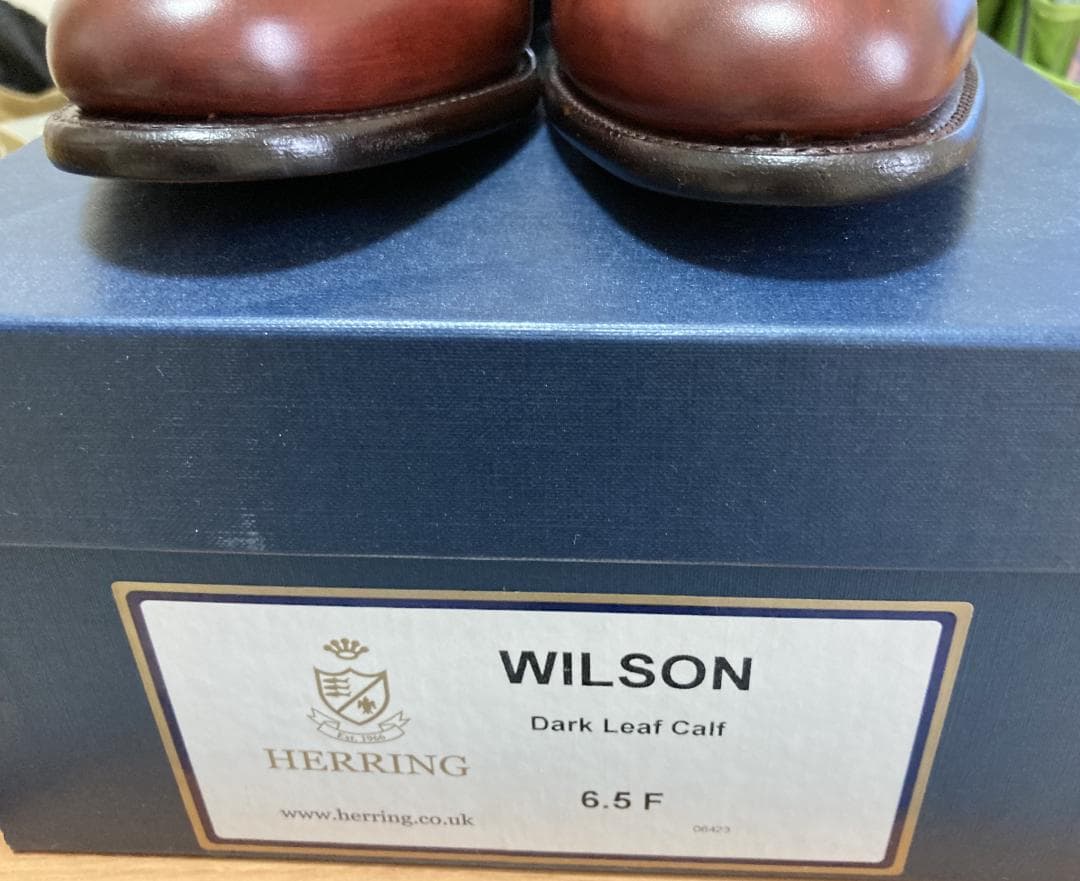 WILSON
Dark Leaf Calf
Est. 1966
HERRING
6.5 F
www.herring.co.uk
06423